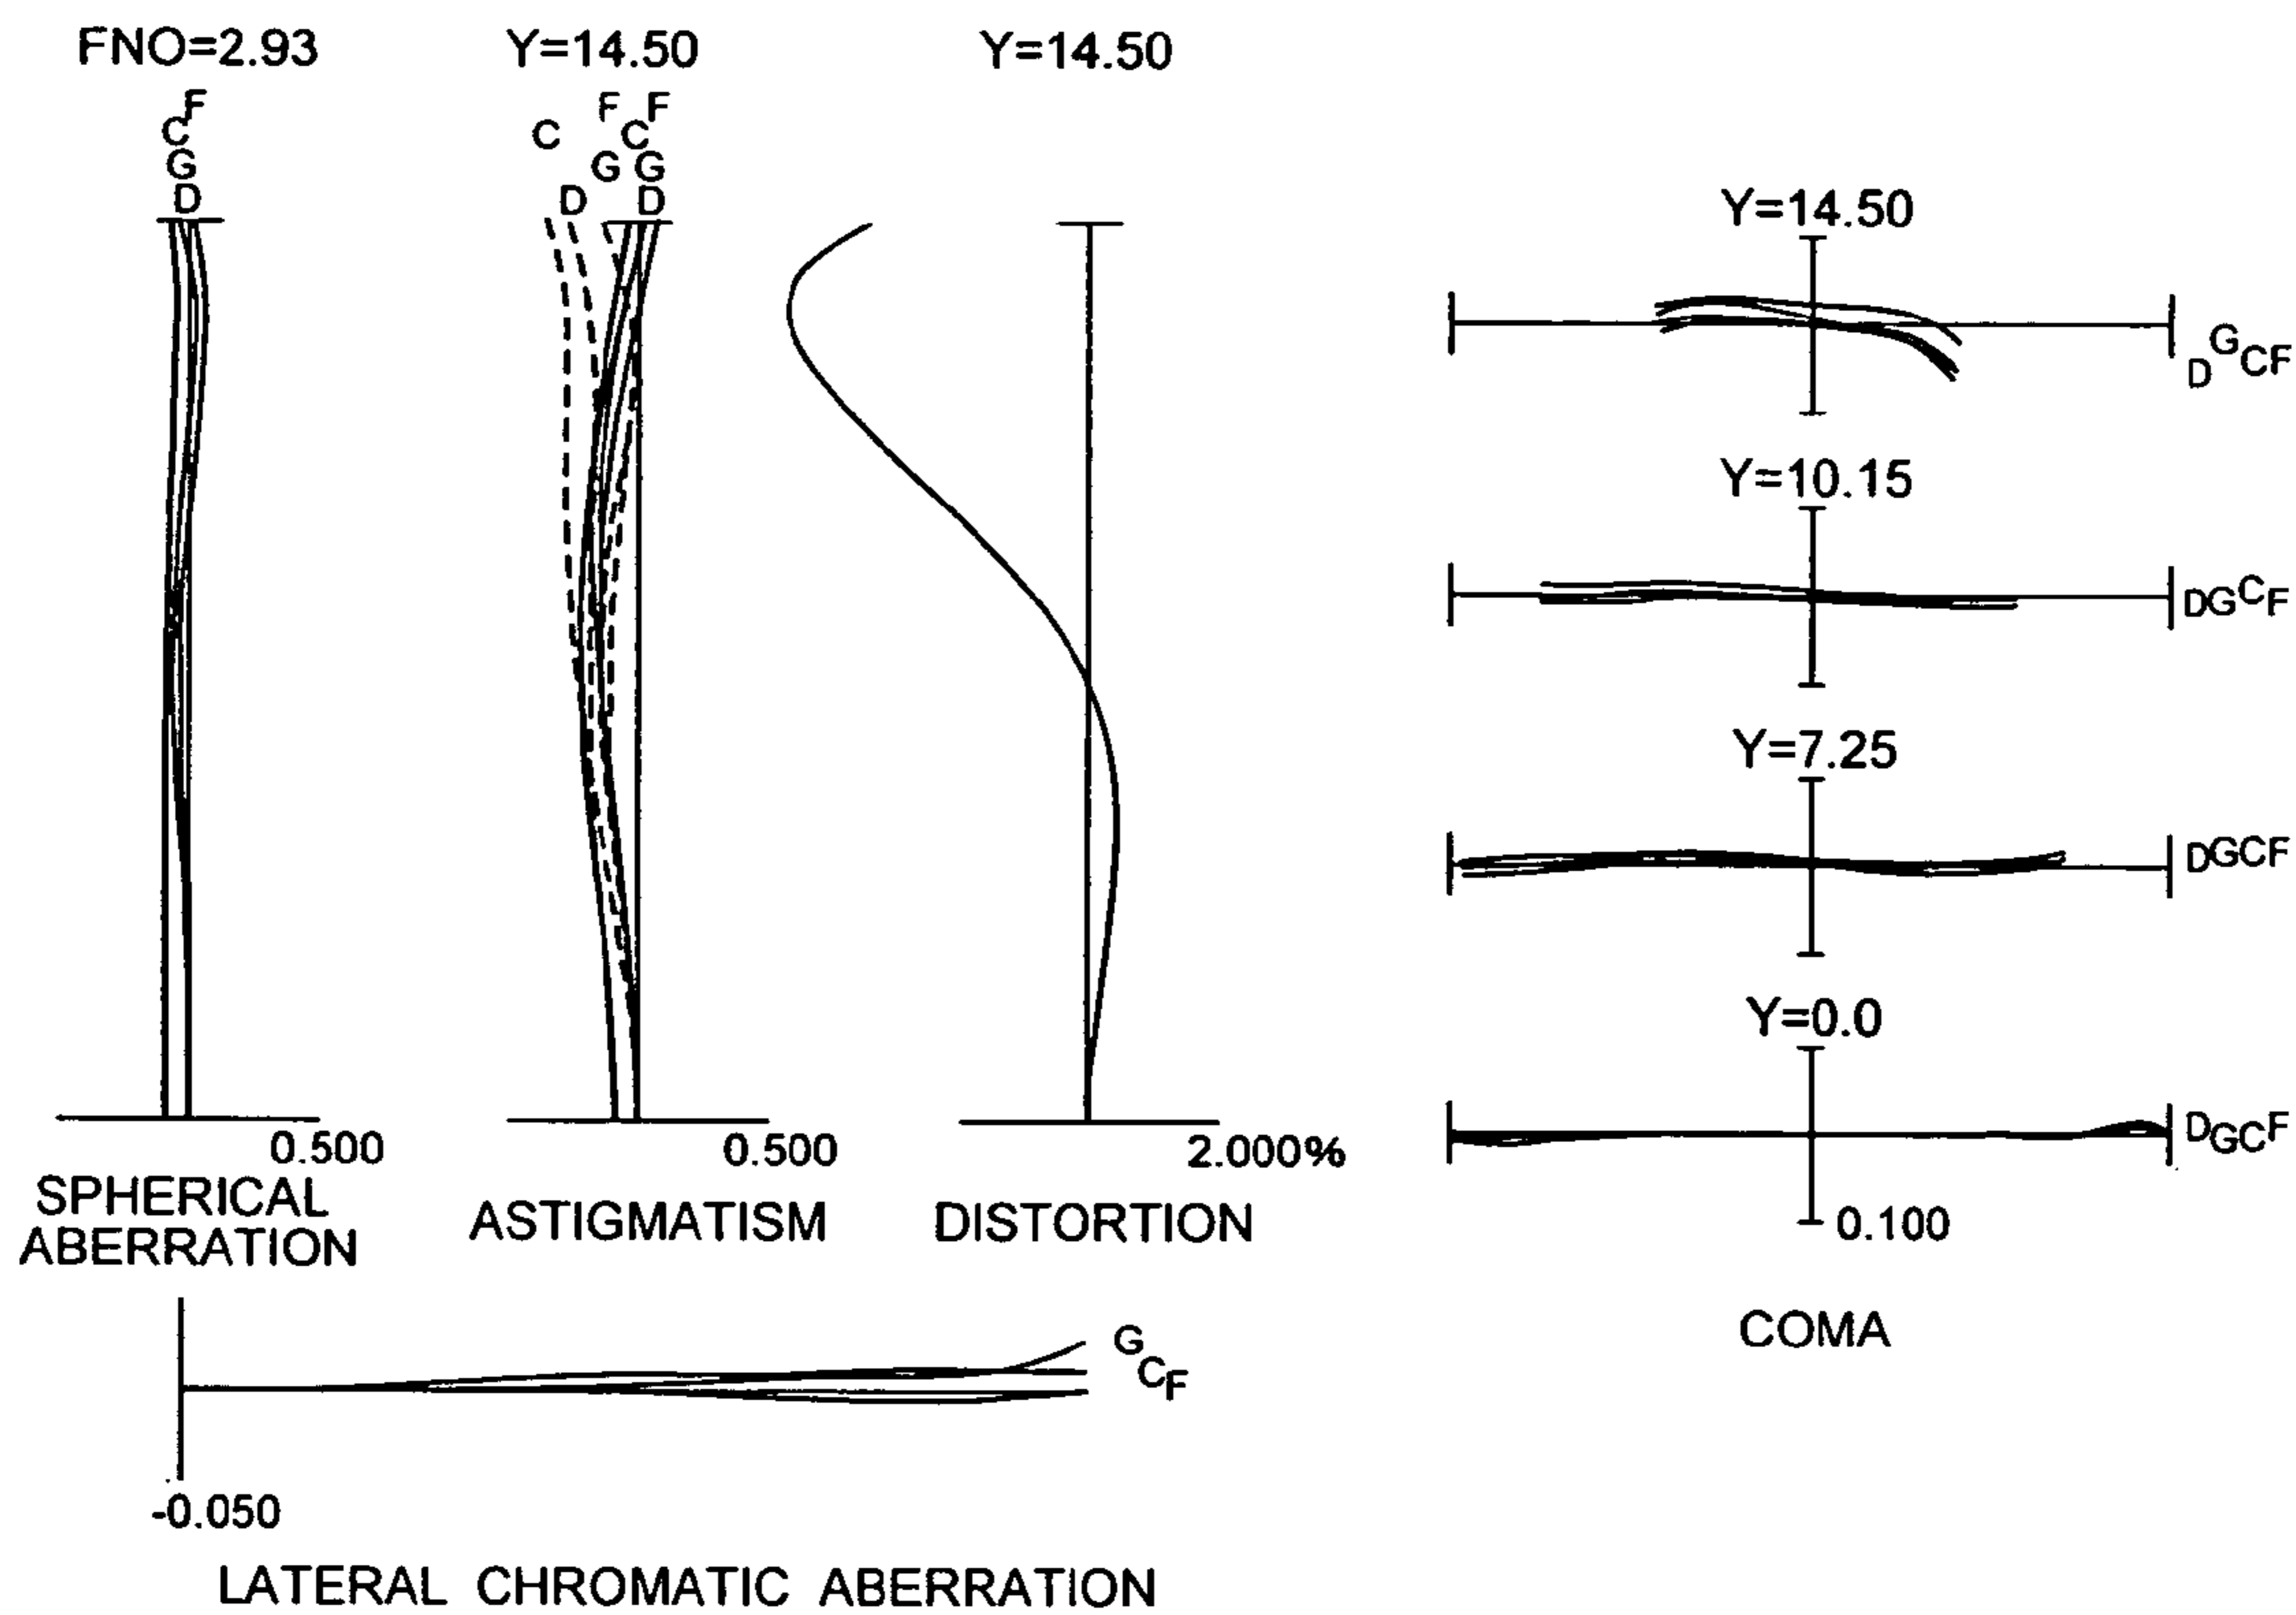 FNO=2.93
F
C
G
D
0.500
SPHERICAL
ABERRATION
Y=14.50
F F
C C
G G
D D
0.500
ASTIGMATISM
Y=14.50
2.000%
DISTORTION
Y=14.50
D G C F
Y=10.15
D G C F
Y=7.25
D G C F
Y=0.0
D G C F
0.100
COMA
G
C
F
-0.050
LATERAL CHROMATIC ABERRATION